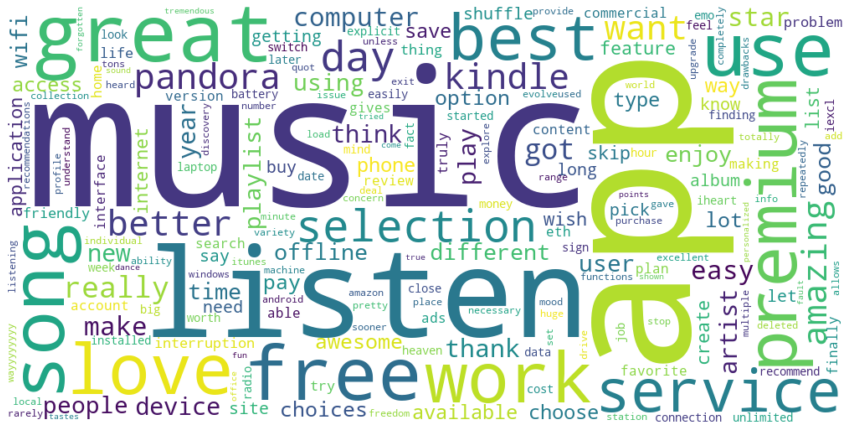 tremendous
forgotten
great
wifi
look
life
tons
switch
later
quot
computer
getting
explicit
shuffle
commercial
provide
emo
feel
problem
save
thing
unless
best
want
star
feature
upgrade
completely
drawbacks
use
day
pandora
using
kindle
access
home
sound
heard
battery
exit
collection
version
number
issue
easily
option
content
evolveused
type
way
know
world
finding
list
iexcl
recommendations
application
profile
understand
interface
year
discovery
gives
tried
load
come
fact
started
explore
skip
hour
enjoy
totally
add
making
good
repeatedly
music
app
premium
laptop
internet
playlist
think
mind
phone
truly
play
got
combination
buy
date
deal
review
concern
range
long
album
points
gave
info
friendly
better
minute
money
selection
wish
pick
iheart
lot
purchase
personalized
amazing
individual
variety
eth
sign
listening
song
new
week
dance
ability
search
say
itunes
offline
different
user
functions
plan
excellent
easy
shown
let
allows
really
windows
machine
true
listen
account
big
time
need
worth
pay
android
able
amazon
pretty
sooner
close
place
ads
mood
huge
necessary
data
set
job
stop
create
artist
multiple
deleted
fault
finally
wayyyyyyyy
make
installed
interruption
awesome
heaven
thank
drive
favorite
recommend
love
free
work
service
local
rarely
tastes
people
device
fun
office
site
radio
try
choices
freedom
cost
available
choose
station
connection
unlimited